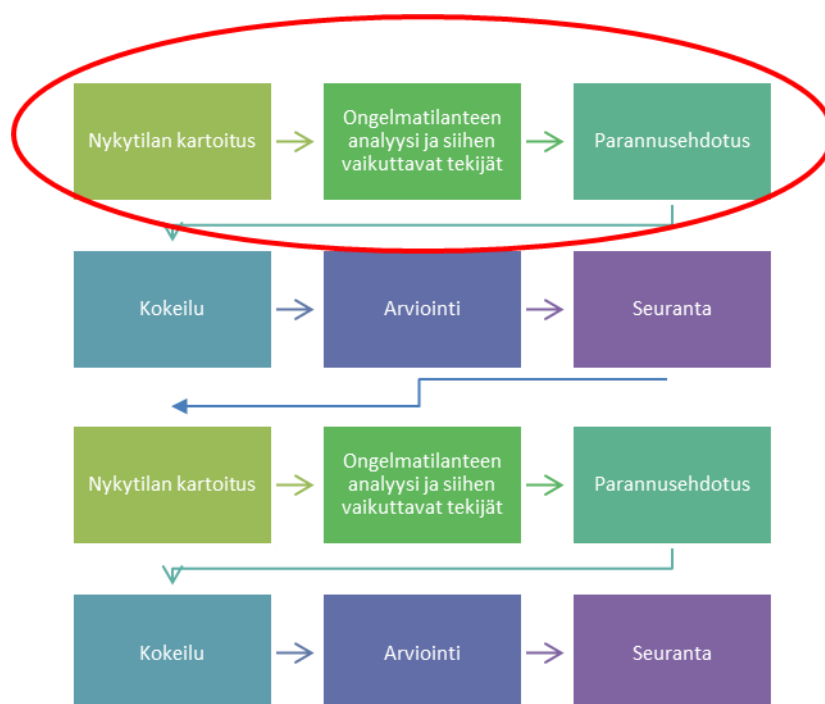 Nykytilan kartoitus
Ongelmatilanteen
analyysi ja siihen
vaikuttavat tekijät
Parannusehdotus
Kokeilu
Arviointi
Seuranta
Nykytilan kartoitus
Ongelmatilanteen
analyysi ja siihen
vaikuttavat tekijät
Parannusehdotus
Kokeilu
Arviointi
Seuranta